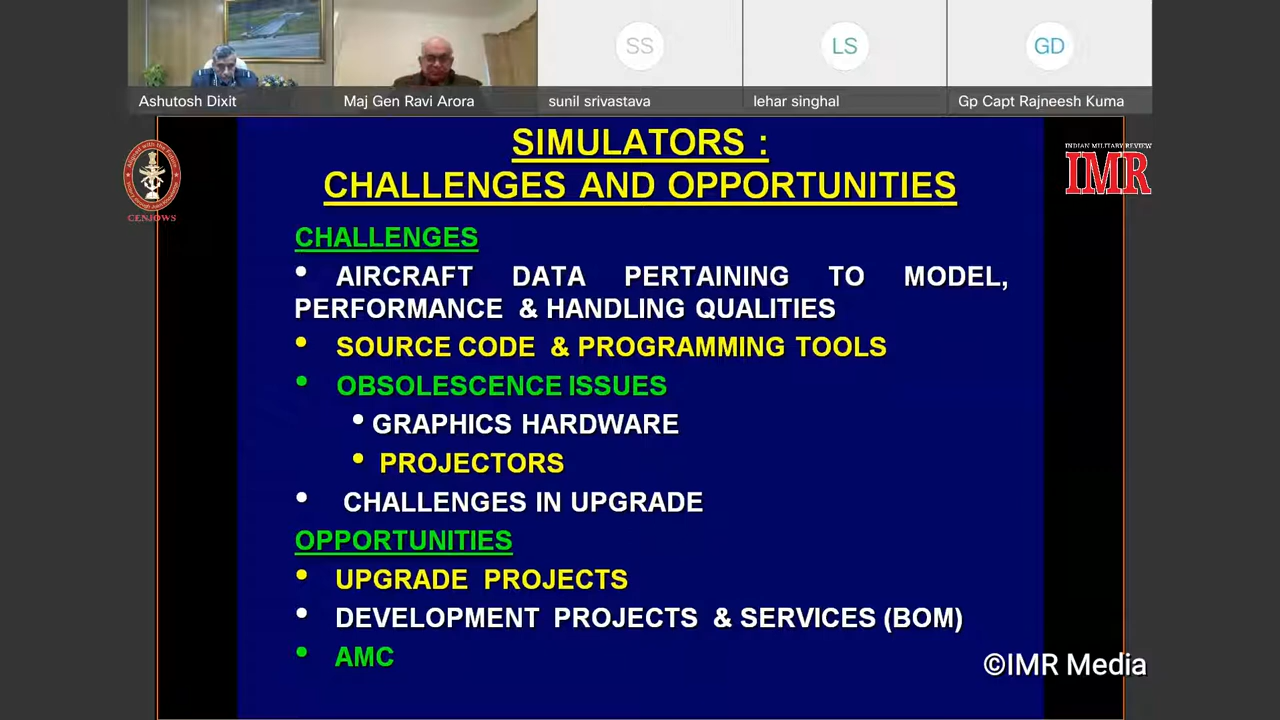 SS
LS
GD
Ashutosh Dixit
Maj Gen Ravi Arora
sunil srivastava
lehar singhal
Gp Capt Rajneesh Kuma
CENJOWS
INDIAN MILITARY REVIEW
IMR
SIMULATORS :
CHALLENGES AND OPPORTUNITIES
CHALLENGES
• AIRCRAFT DATA PERTAINING TO MODEL,
PERFORMANCE & HANDLING QUALITIES
• SOURCE CODE & PROGRAMMING TOOLS
• OBSOLESCENCE ISSUES
• GRAPHICS HARDWARE
• PROJECTORS
• CHALLENGES IN UPGRADE
OPPORTUNITIES
• UPGRADE PROJECTS
• DEVELOPMENT PROJECTS & SERVICES (BOM)
• AMC
©IMR Media